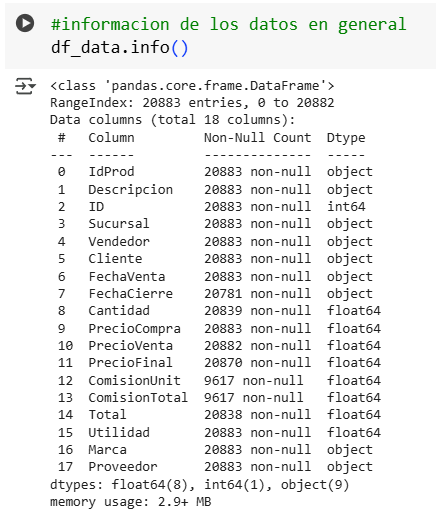 #informacion de los datos en general
df_data.info()
<class 'pandas.core.frame.DataFrame'>
RangeIndex: 20883 entries, 0 to 20882
Data columns (total 18 columns):
 #   Column         Non-Null Count  Dtype
---  ------         --------------  -----
 0   IdProd         20883 non-null  object
 1   Descripcion    20883 non-null  object
 2   ID             20883 non-null  int64
 3   Sucursal       20883 non-null  object
 4   Vendedor       20883 non-null  object
 5   Cliente        20883 non-null  object
 6   FechaVenta     20883 non-null  object
 7   FechaCierre    20781 non-null  object
 8   Cantidad       20839 non-null  float64
 9   PrecioCompra   20883 non-null  float64
 10  PrecioVenta    20882 non-null  float64
 11  PrecioFinal    20870 non-null  float64
 12  ComisionUnit   9617 non-null   float64
 13  ComisionTotal  9617 non-null   float64
 14  Total          20838 non-null  float64
 15  Utilidad       20883 non-null  float64
 16  Marca          20883 non-null  object
 17  Proveedor      20883 non-null  object
dtypes: float64(8), int64(1), object(9)
memory usage: 2.9+ MB